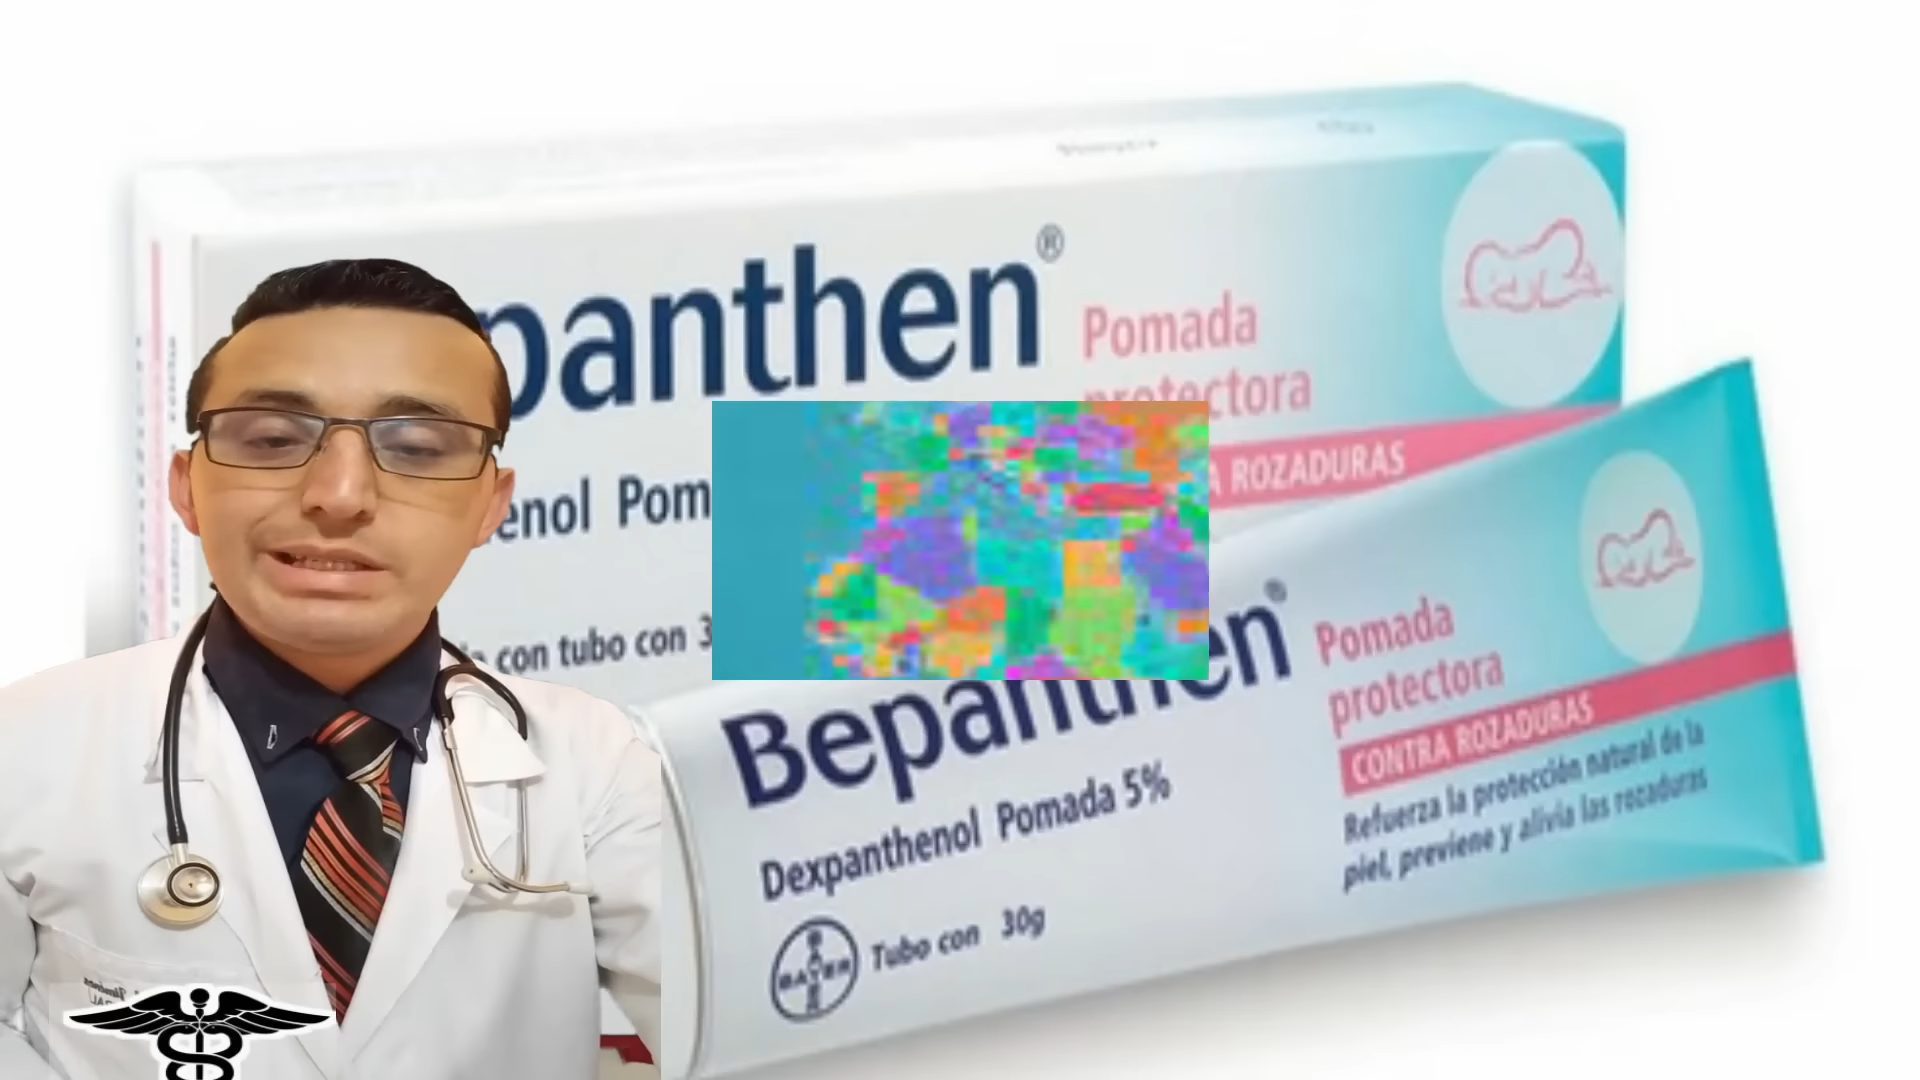 panthen®
Pomada
protectora
A ROZADURAS
enol Pom
con tubo con 3
Bepanthen®
Pomada
protectora
CONTRA ROZADURAS
Dexpanthenol Pomada 5%
Refuerza la protección natural de la
piel, previene y alivia las rozaduras
BAYER
BAYER
Tubo con 30g